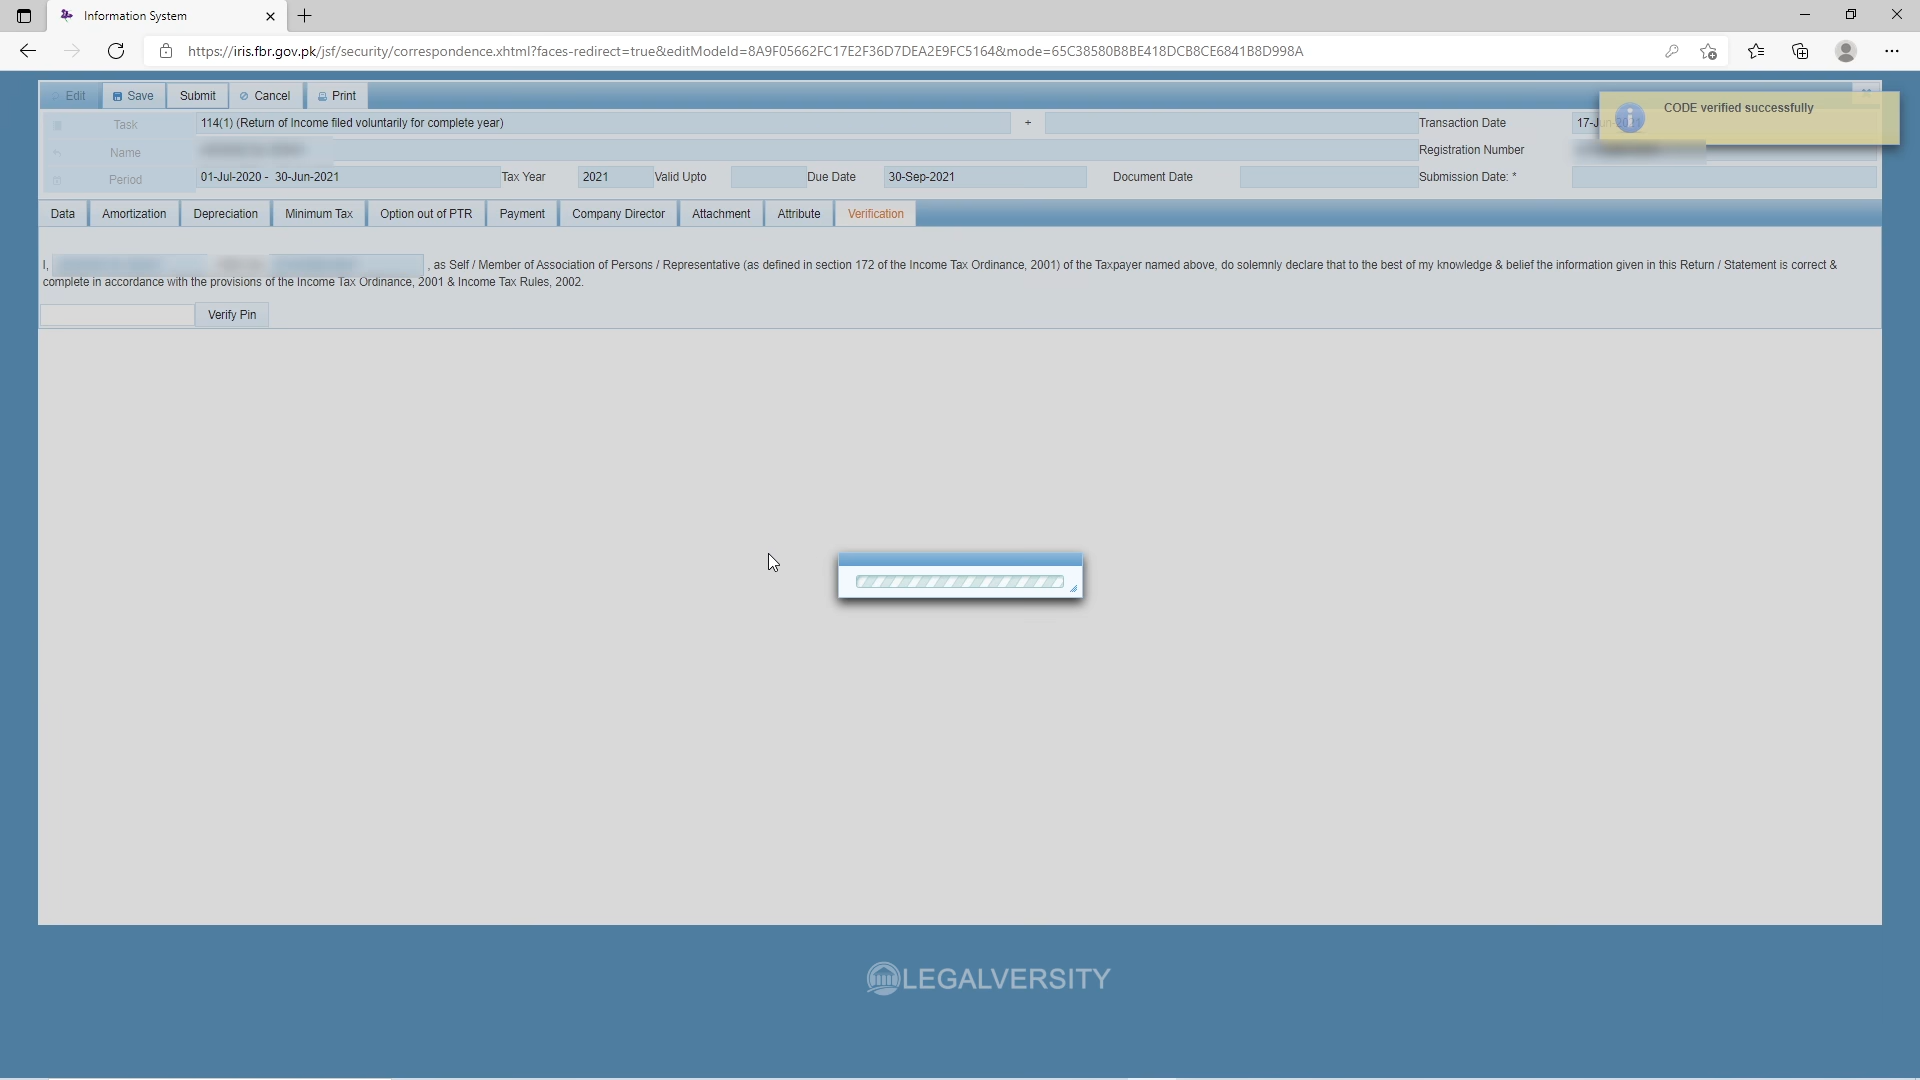 Information System
https://iris.fbr.gov.pk/jsf/security/correspondence.xhtml?faces-redirect=true&editModeId=8A9F05662FC17E2F36D7DEA2E9FC5164&mode=65C38580B8BE418DCB8CE6841B8D998A
Edit Save Submit Cancel Print
CODE verified successfully
Task 114(1) (Return of Income filed voluntarily for complete year) + Transaction Date 17-Jun-2021
Name Registration Number
Period 01-Jul-2020 - 30-Jun-2021 Tax Year 2021 Valid Upto Due Date 30-Sep-2021 Document Date Submission Date: *
Data Amortization Depreciation Minimum Tax Option out of PTR Payment Company Director Attachment Attribute Verification
I, , as Self / Member of Association of Persons / Representative (as defined in section 172 of the Income Tax Ordinance, 2001) of the Taxpayer named above, do solemnly declare that to the best of my knowledge & belief the information given in this Return / Statement is correct &
complete in accordance with the provisions of the Income Tax Ordinance, 2001 & Income Tax Rules, 2002.
Verify Pin
LEGALVERSITY